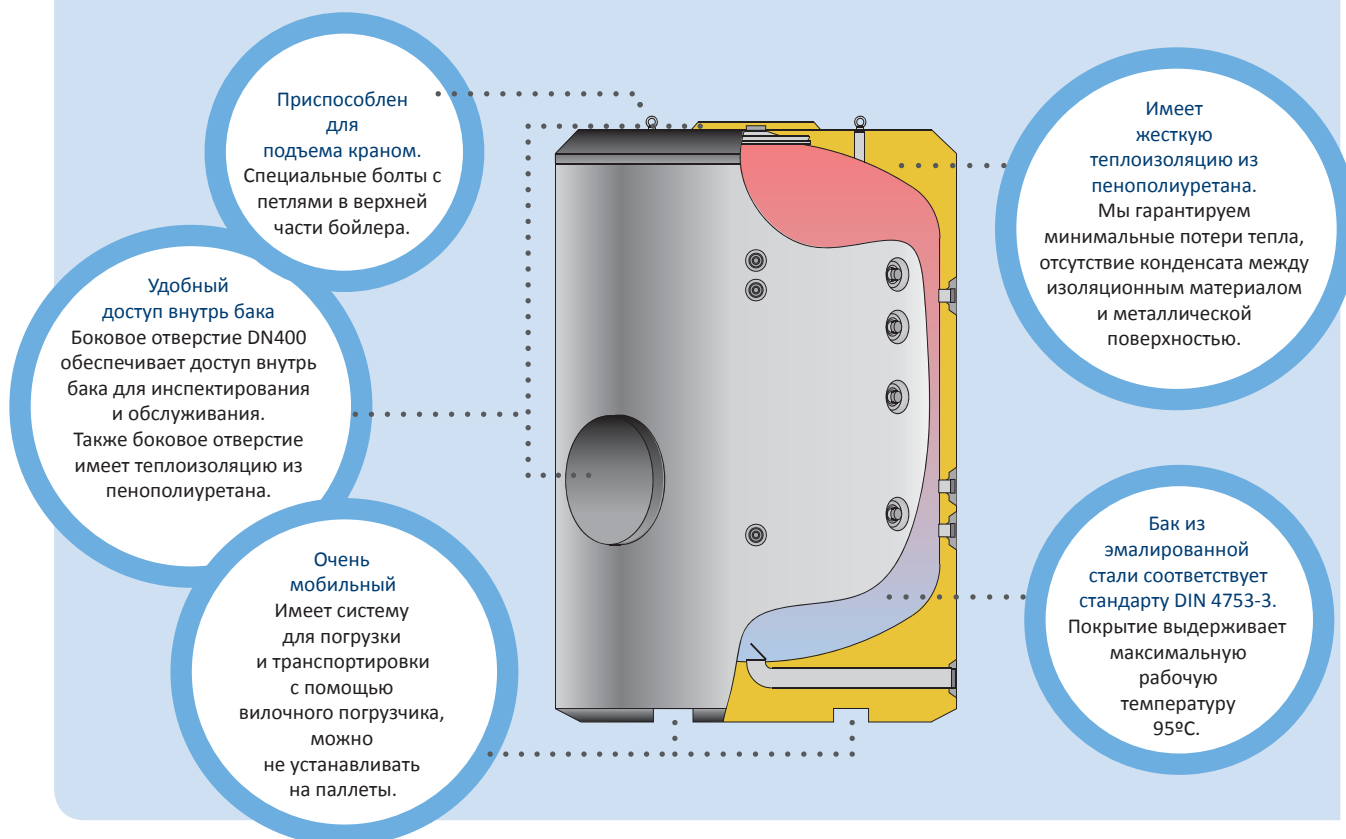 Приспособлен
для
подъема краном.
Специальные болты с
петлями в верхней
части бойлера.
Удобный
доступ внутрь бака
Боковое отверстие DN400
обеспечивает доступ внутрь
бака для инспектирования
и обслуживания.
Также боковое отверстие
имеет теплоизоляцию из
пенополиуретана.
Очень
мобильный
Имеет систему
для погрузки
и транспортировки
с помощью
вилочного погрузчика,
можно
не устанавливать
на паллеты.
Имеет
жесткую
теплоизоляцию из
пенополиуретана.
Мы гарантируем
минимальные потери тепла,
отсутствие конденсата между
изоляционным материалом
и металлической
поверхностью.
Бак из
эмалированной
стали соответствует
стандарту DIN 4753-3.
Покрытие выдерживает
максимальную
рабочую
температуру
95ºC.